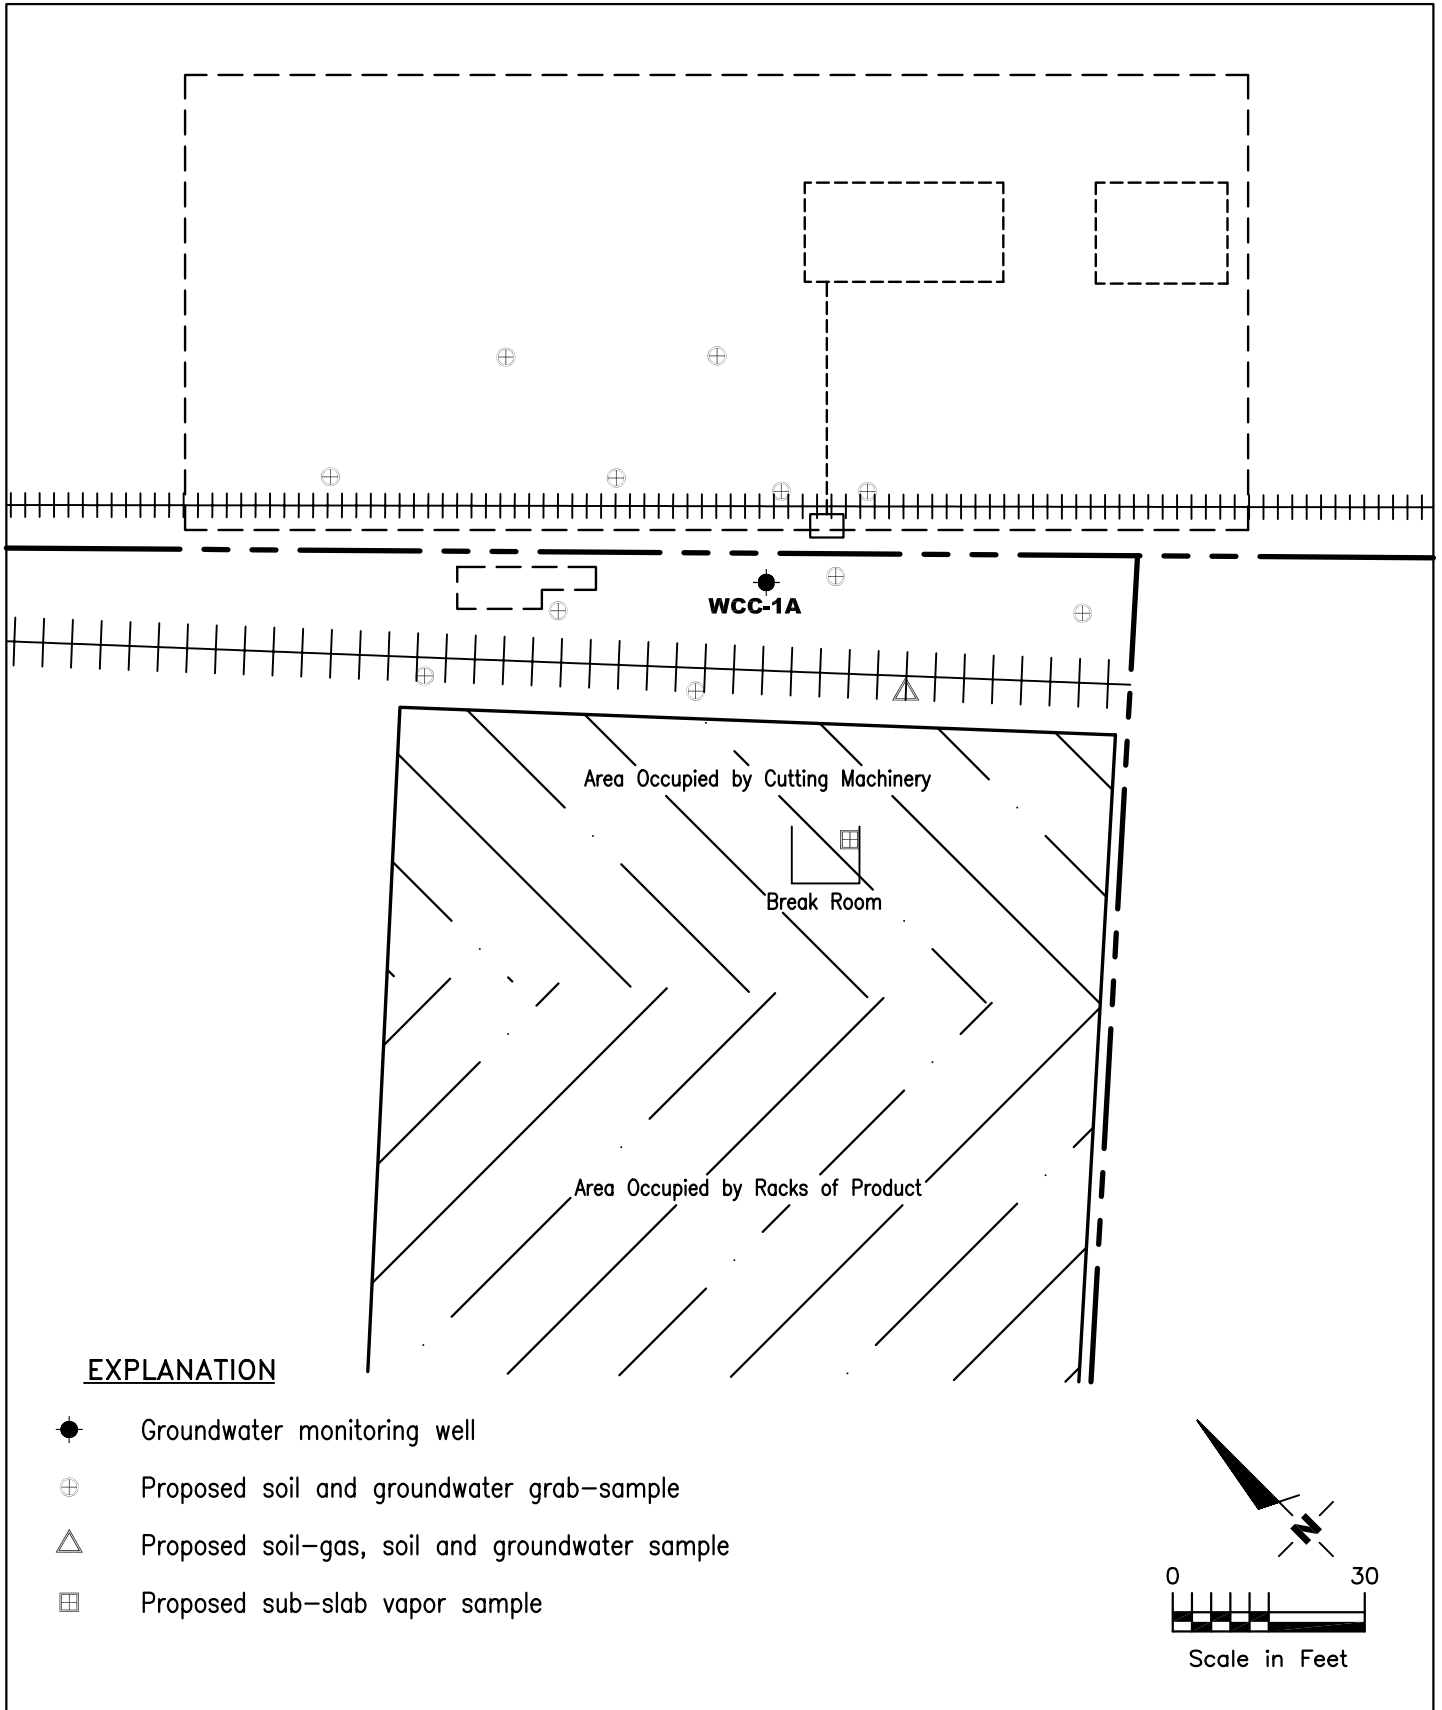 WCC-1A
Area Occupied by Cutting Machinery
Break Room
Area Occupied by Racks of Product
EXPLANATION
Groundwater monitoring well
Proposed soil and groundwater grab-sample
Proposed soil-gas, soil and groundwater sample
Proposed sub-slab vapor sample
N
0 30
Scale in Feet